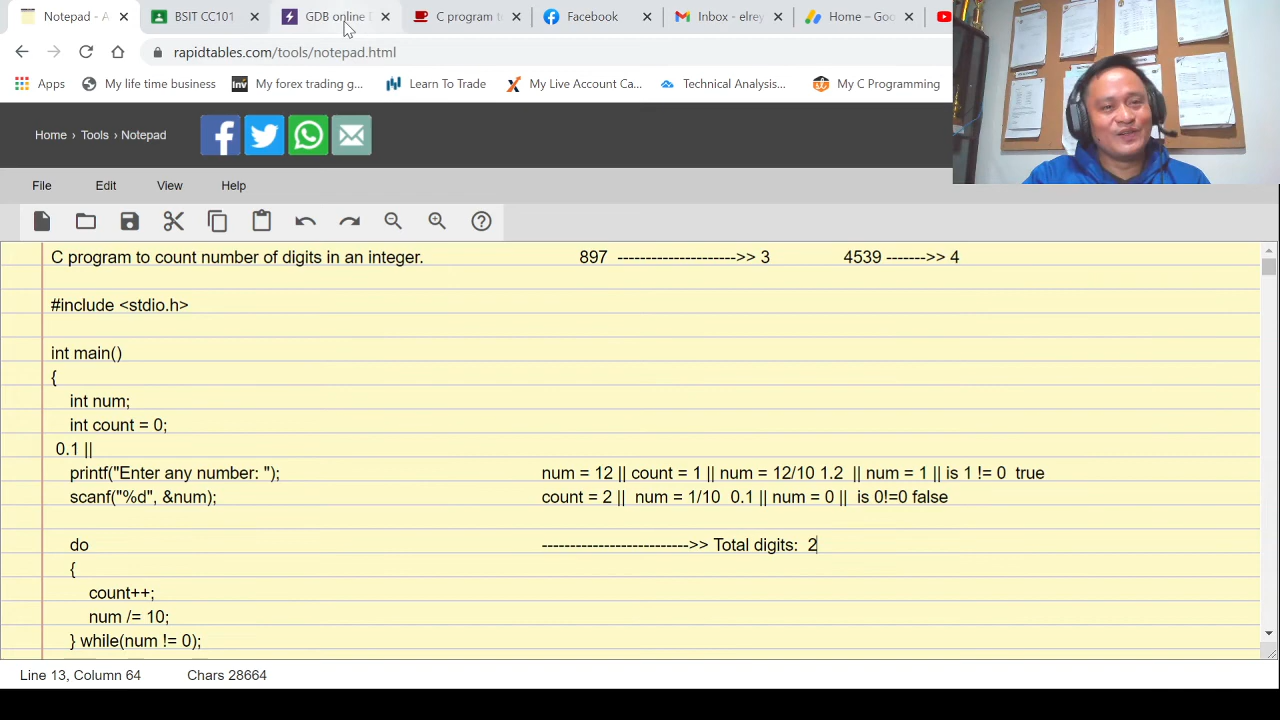 Notepad - A
BSIT CC101
GDB online
C program to
Facebook
Inbox - elrey
Home – Goo
rapidtables.com/tools/notepad.html
Apps
My life time bluprint
Inv
My forex trading g...
Learn To Trade
My Live Account Ca...
Technical Analysis...
My C Programming
Home › Tools › Notepad
File Edit View Help
C program to count number of digits in an integer. 897 --------------------->> 3 4539 ------->> 4
#include <stdio.h>
int main()
{
int num;
int count = 0;
0.1 ||
printf("Enter any number: "); num = 12 || count = 1 || num = 12/10 1.2 || num = 1 || is 1 != 0 true
scanf("%d", &num); count = 2 || num = 1/10 0.1 || num = 0 || is 0!=0 false
do -------------------------->> Total digits: 2
{
count++;
num /= 10;
} while(num != 0);
Line 13, Column 64 Chars 28664